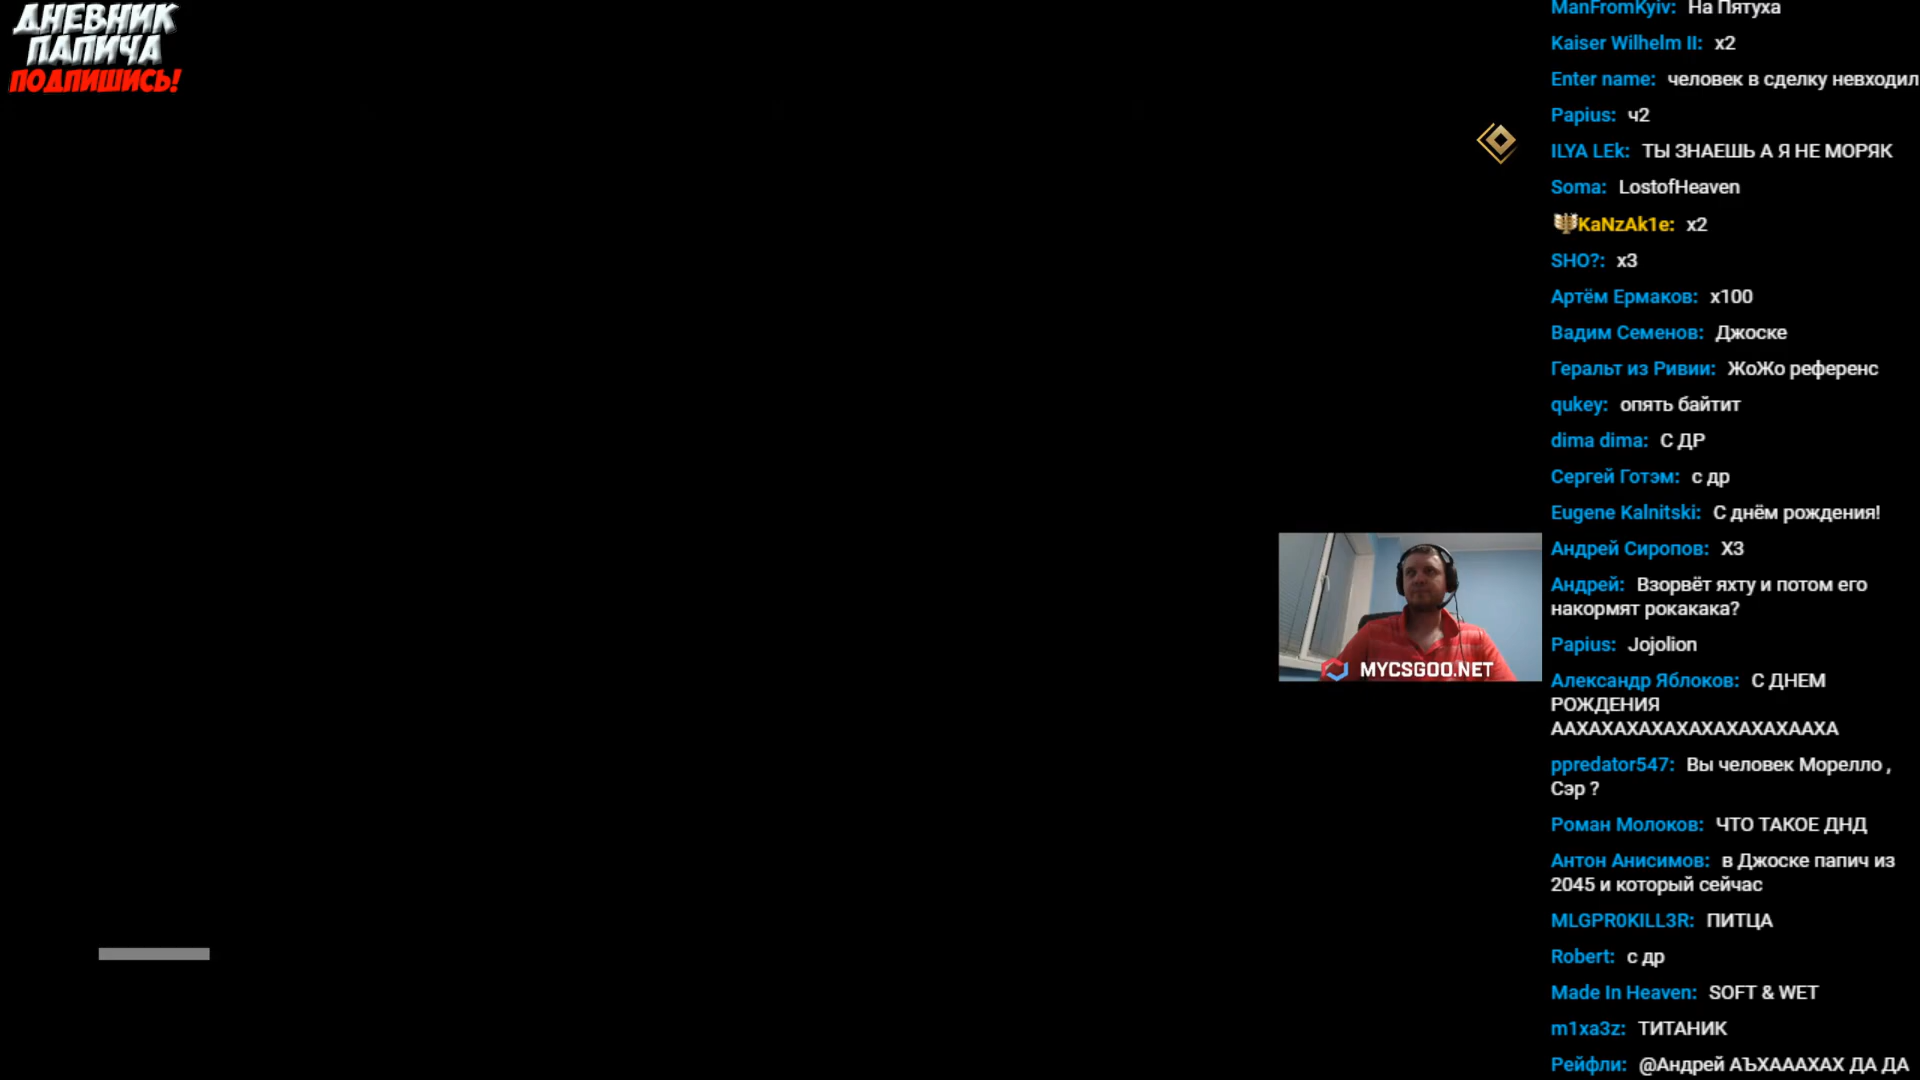 ДНЕВНИК
ПАПИЧА
ПОДПИШИСЬ!
ManFromKyiv: На Пятуха
Kaiser Wilhelm II: x2
Enter name: человек в сделку невходил
Papius: ч2
ILYA LEk: ТЫ ЗНАЕШЬ А Я НЕ МОРЯК
Soma: LostofHeaven
KaNzAk1e: x2
SHO?: x3
Артём Ермаков: x100
Вадим Семенов: Джоске
Геральт из Ривии: ЖоЖо референс
qukey: опять байтит
dima dima: С ДР
Сергей Готэм: с др
Eugene Kalnitski: С днём рождения!
Андрей Сиропов: X3
Андрей: Взорвёт яхту и потом его
накормят рокакака?
Papius: Jojolion
Александр Яблоков: С ДНЕМ
РОЖДЕНИЯ
ААХАХАХАХАХАХАХАХАХААХА
ppredator547: Вы человек Морелло ,
Сэр ?
Роман Молоков: ЧТО ТАКОЕ ДНД
Антон Анисимов: в Джоске папич из
2045 и который сейчас
MLGPR0KILL3R: ПИТЦА
Robert: с др
Made In Heaven: SOFT & WET
m1xa3z: ТИТАНИК
Рейфли: @Андрей АЪХАААХАХ ДА ДА
MYCSGOO.NET